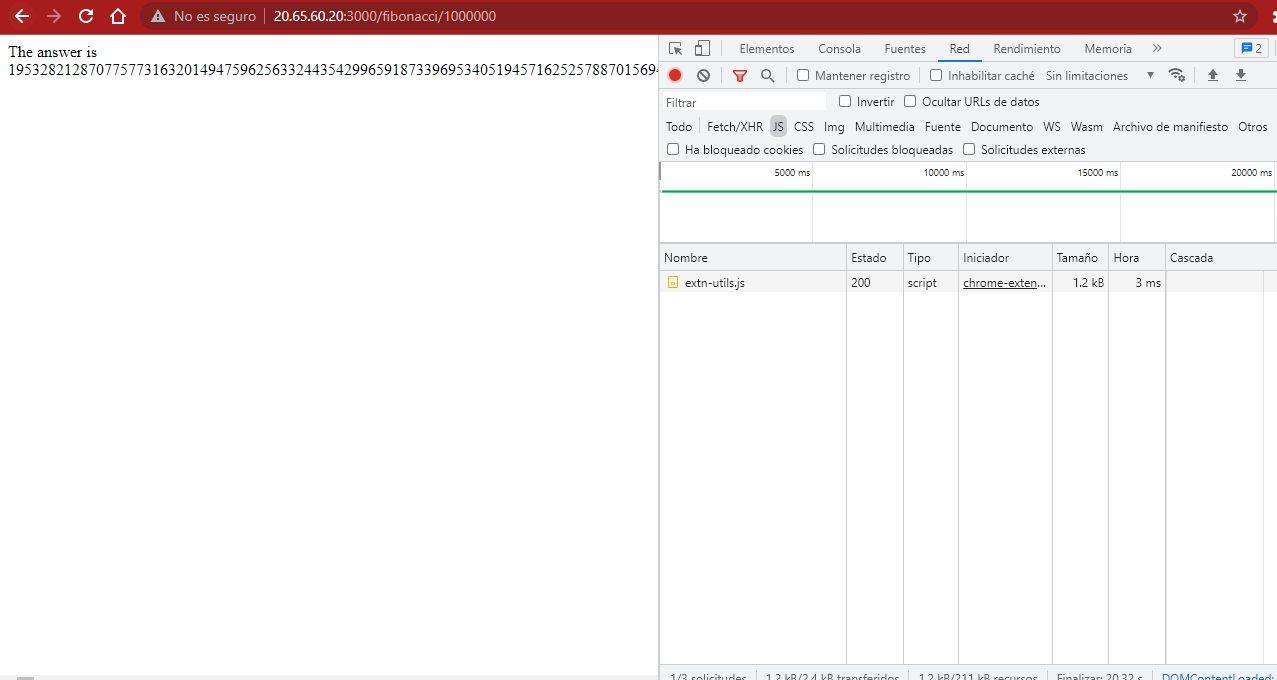 No es seguro 20.65.60.20:3000/fibonacci/1000000
The answer is
Elementos Consola Fuentes Red Rendimiento Memoria 2
Mantener registro Inhabilitar caché Sin limitaciones
Filtrar Invertir Ocultar URLs de datos
Todo Fetch/XHR JS CSS Img Multimedia Fuente Documento WS Wasm Archivo de manifiesto Otros
Ha bloqueado cookies Solicitudes bloqueadas Solicitudes externas
5000 ms 10000 ms 15000 ms 20000 ms
Nombre Estado Tipo Iniciador Tamaño Hora Cascada
extn-utils.js 200 script chrome-exten... 1.2 kB 3 ms
1/3 solicitudes 1.2 kB/2.4 kB transferidos 1.2 kB/211 kB recursos Finalizar: 20.32 s DOMContentLoaded: